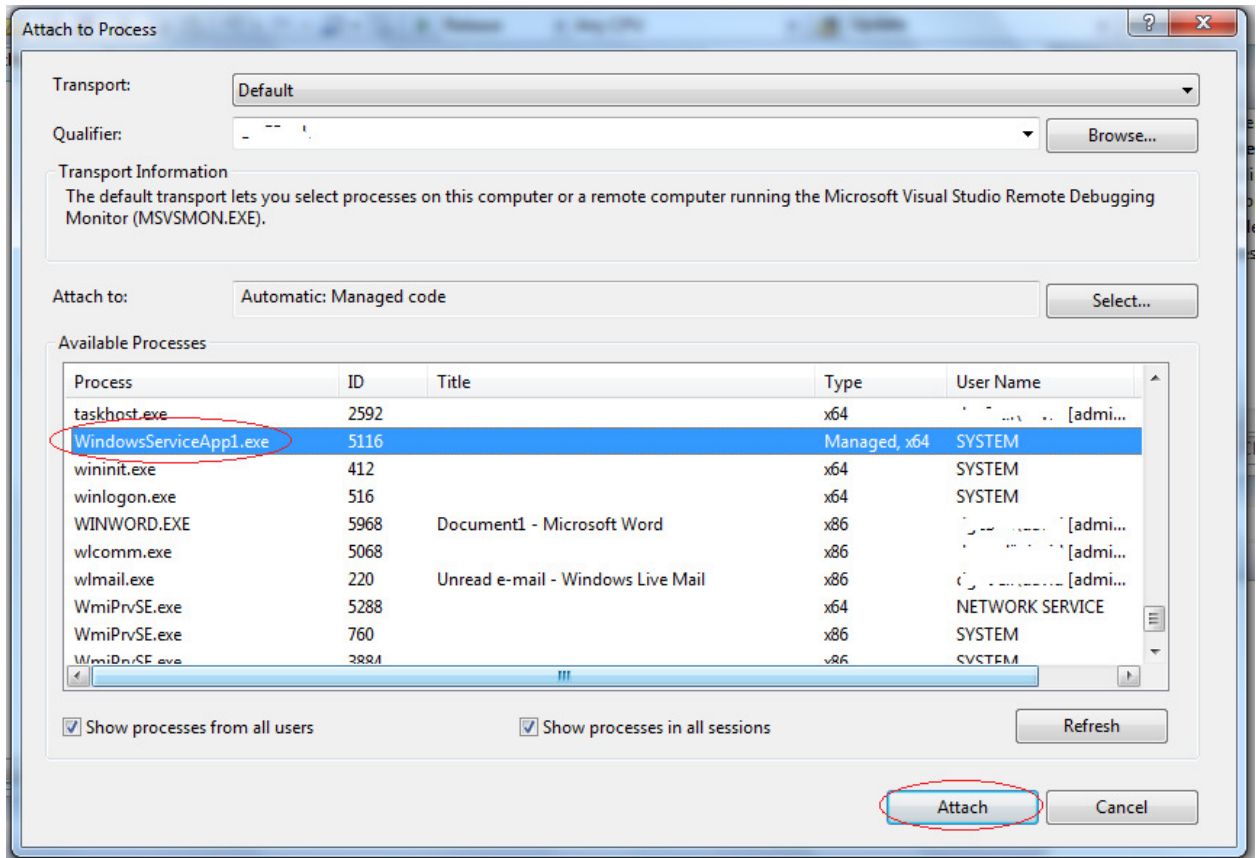 Attach to Process
Transport:
Default
Qualifier:
Browse...
Transport Information
The default transport lets you select processes on this computer or a remote computer running the Microsoft Visual Studio Remote Debugging
Monitor (MSVSMON.EXE).
Attach to:
Automatic: Managed code
Select...
Available Processes
Process ID Title Type User Name
taskhost.exe 2592 x64 [admi...
WindowsServiceApp1.exe 5116 Managed, x64 SYSTEM
wininit.exe 412 x64 SYSTEM
winlogon.exe 516 x64 SYSTEM
WINWORD.EXE 5968 Document1 - Microsoft Word x86 [admi...
wlcomm.exe 5068 x86 [admi...
wlmail.exe 220 Unread e-mail - Windows Live Mail x86 [admi...
WmiPrvSE.exe 5288 x64 NETWORK SERVICE
WmiPrvSE.exe 760 x86 SYSTEM
WmiPrvSE.exe 3884 x86 SYSTEM
Show processes from all users
Show processes in all sessions
Refresh
Attach
Cancel